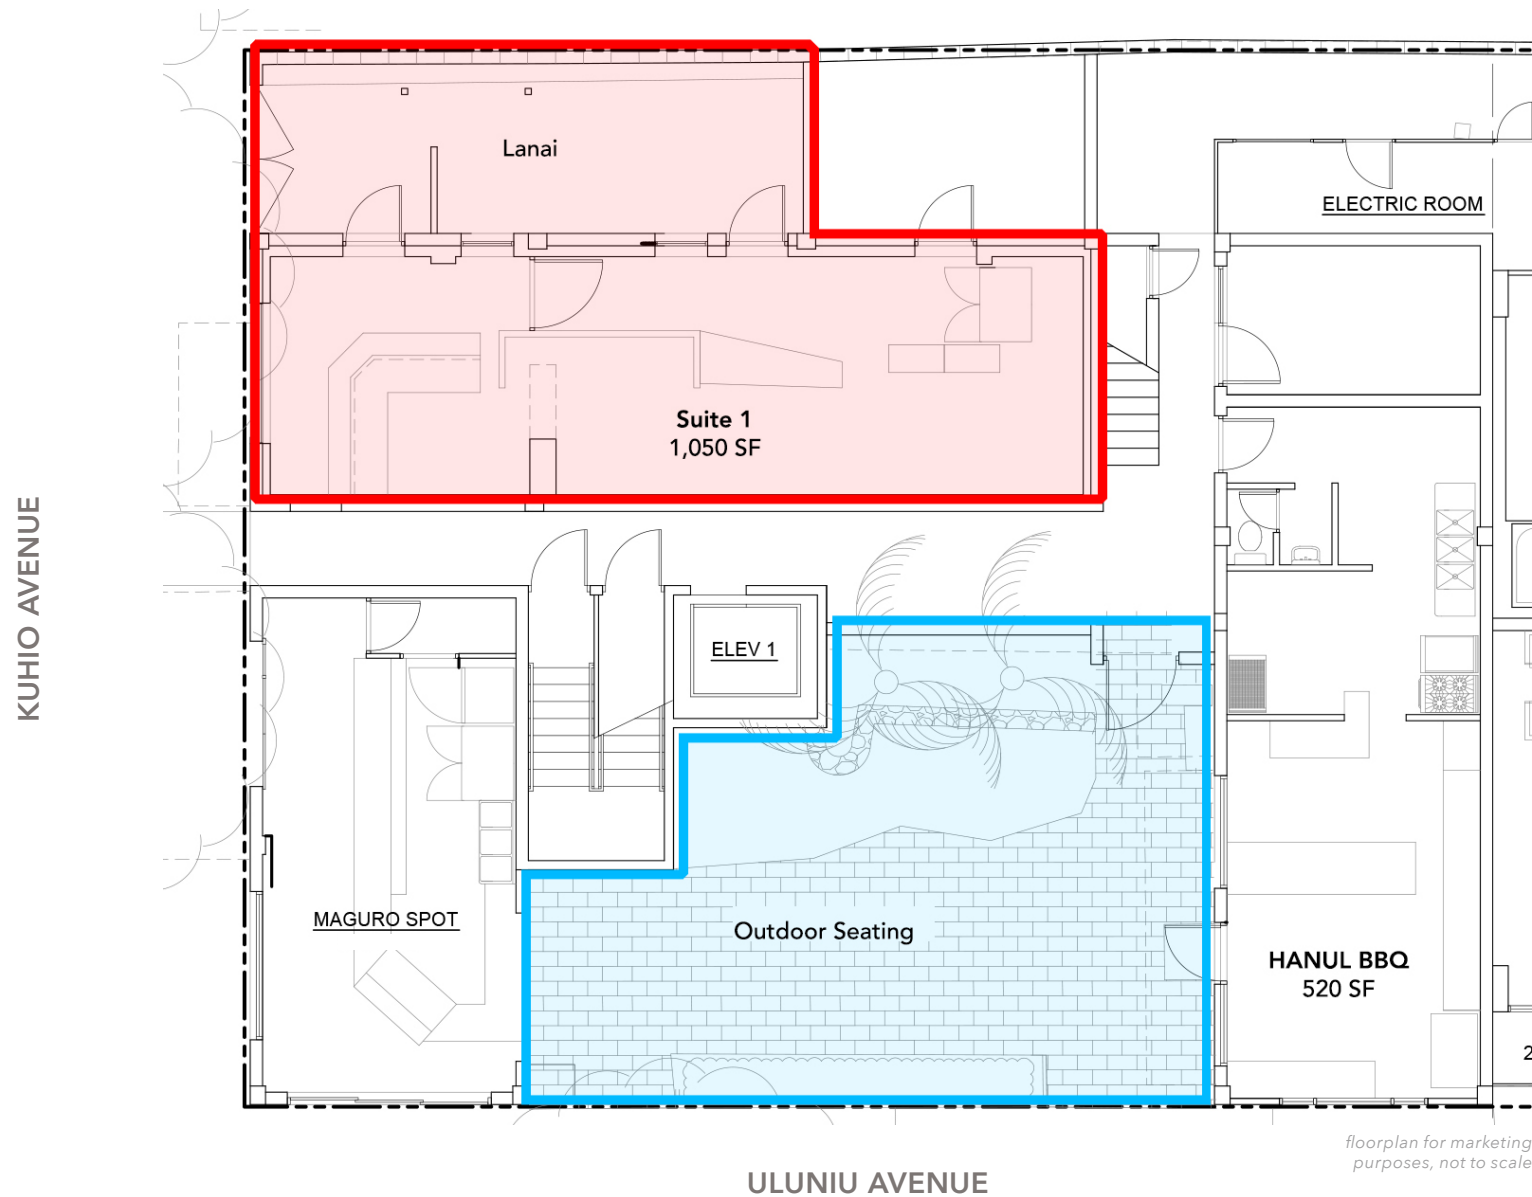 Lanai
ELECTRIC ROOM
Suite 1
1,050 SF
KUHIO AVENUE
ELEV 1
MAGURO SPOT
Outdoor Seating
HANUL BBQ
520 SF
2
floorplan for marketing
purposes, not to scale
ULUNIU AVENUE